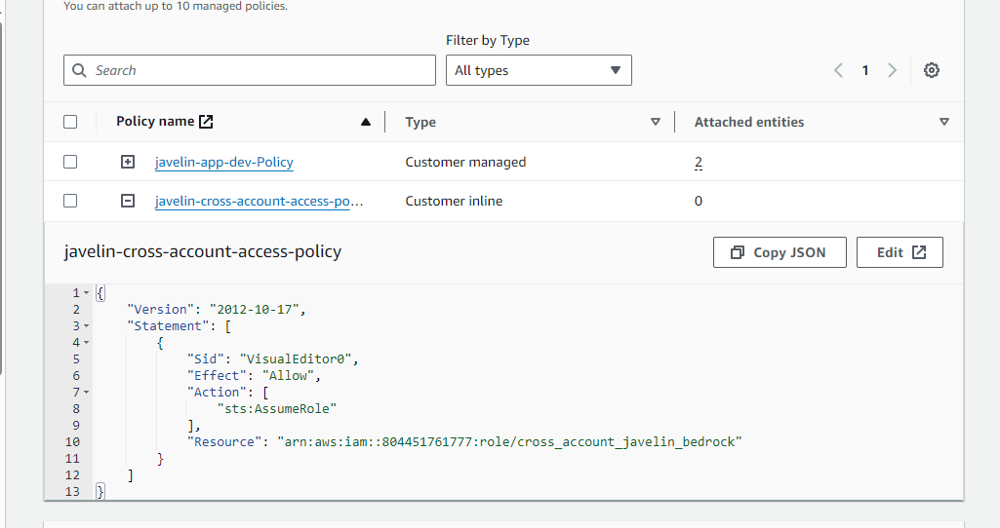 You can attach up to 10 managed policies.
Filter by Type
Search
All types
1
Policy name
Type
Attached entities
javelin-app-dev-Policy
Customer managed
2
javelin-cross-account-access-po...
Customer inline
0
javelin-cross-account-access-policy
Copy JSON
Edit
1 {
2 "Version": "2012-10-17",
3 "Statement": [
4 {
5 "Sid": "VisualEditor0",
6 "Effect": "Allow",
7 "Action": [
8 "sts:AssumeRole"
9 ],
10 "Resource": "arn:aws:iam::804451761777:role/cross_account_javelin_bedrock"
11 }
12 ]
13 }